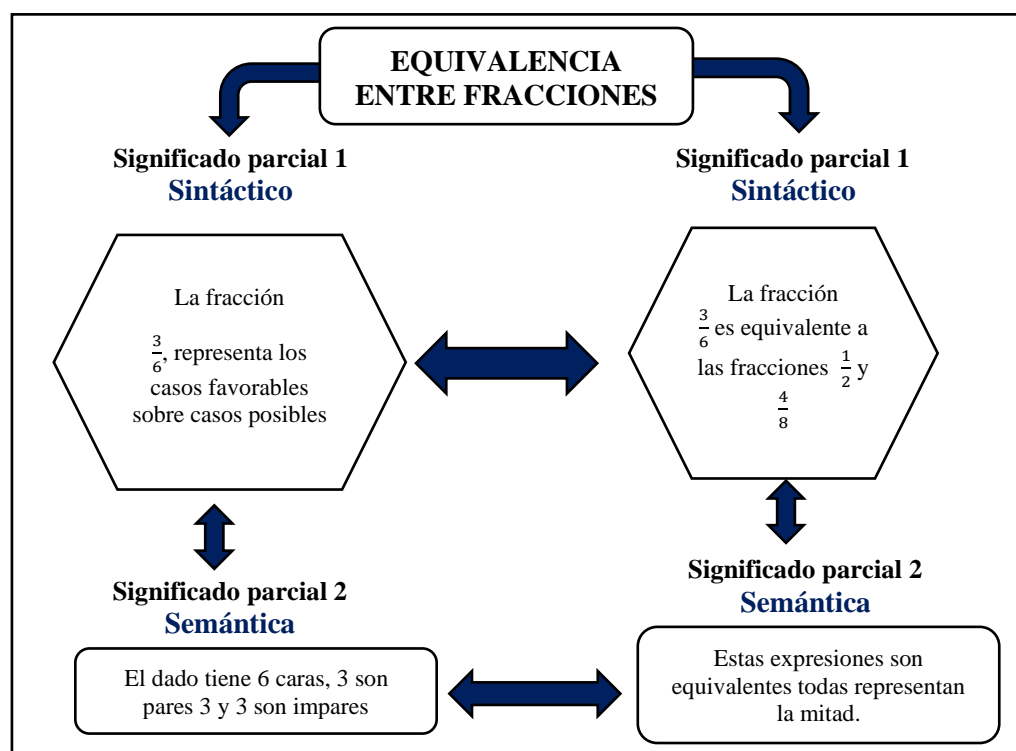 EQUIVALENCIA
ENTRE FRACCIONES
Significado parcial 1
Sintáctico
La fracción
3/6, representa los
casos favorables
sobre casos posibles
Significado parcial 2
Semántica
El dado tiene 6 caras, 3 son
pares 3 y 3 son impares
Significado parcial 1
Sintáctico
La fracción
3/6 es equivalente a
las fracciones 1/2 y
4/8
Significado parcial 2
Semántica
Estas expresiones son
equivalentes todas representan
la mitad.